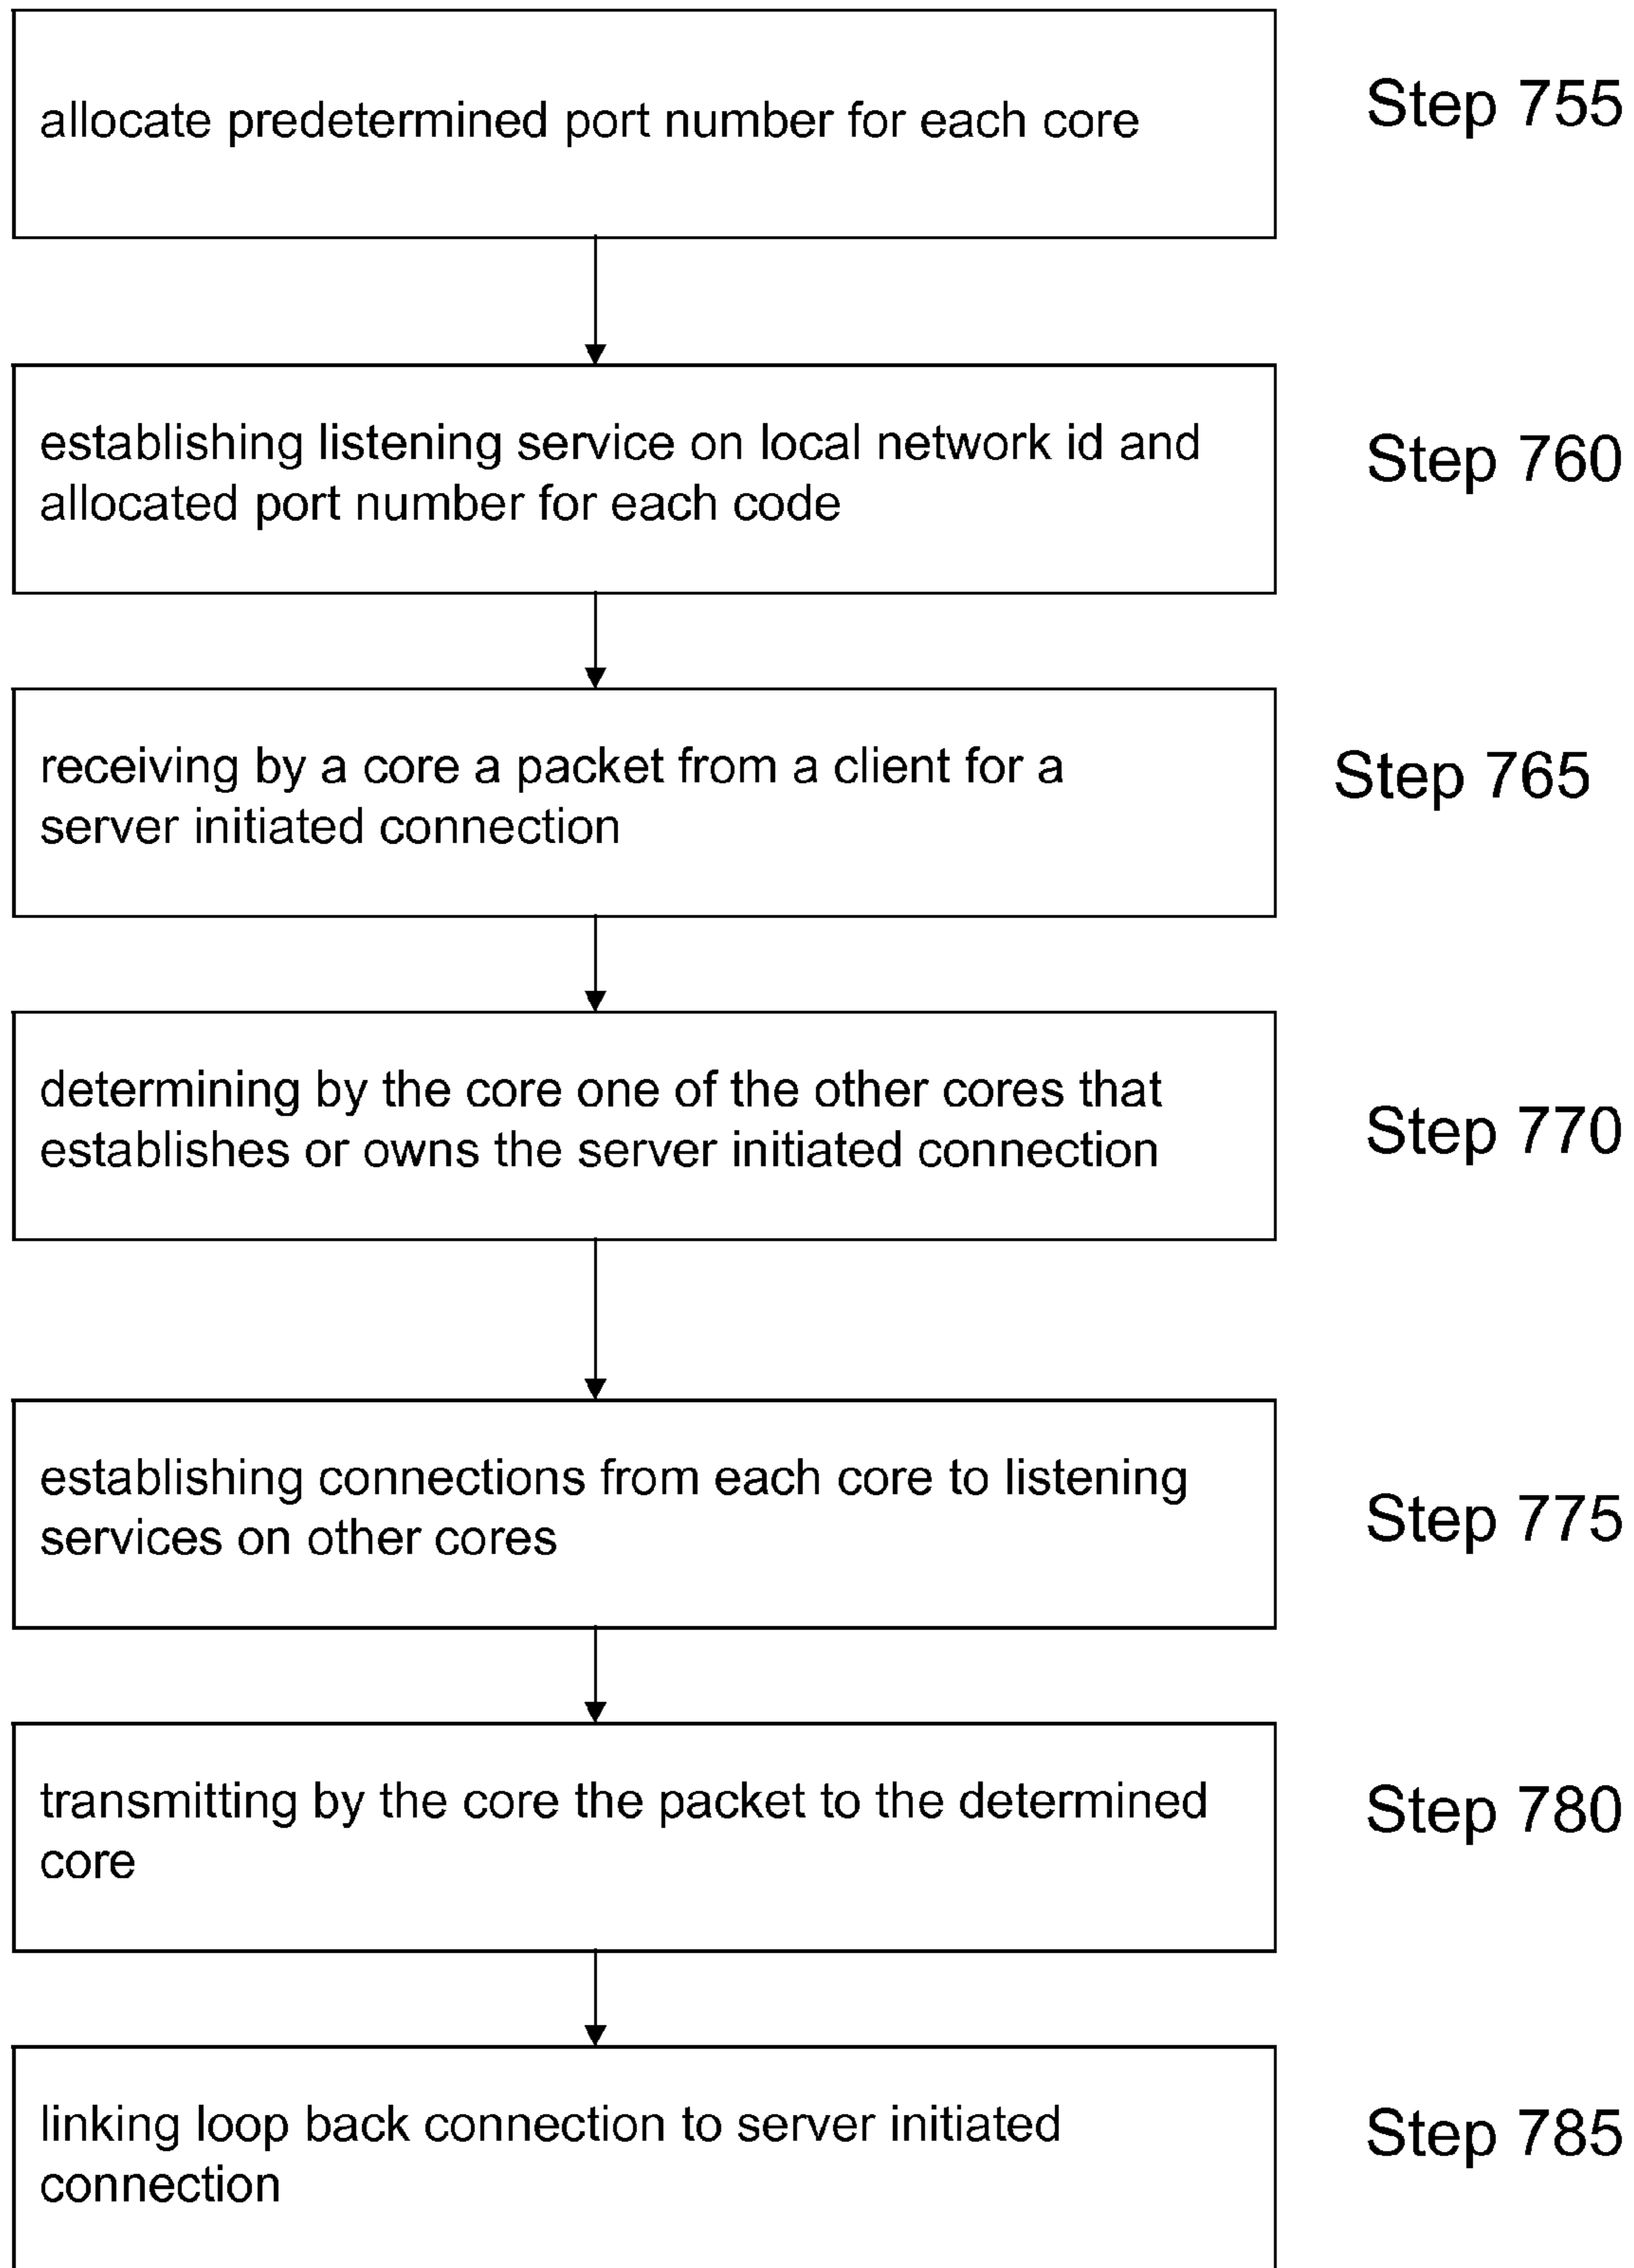 allocate predetermined port number for each core
Step 755
establishing listening service on local network id and
allocated port number for each code
Step 760
receiving by a core a packet from a client for a
server initiated connection
Step 765
determining by the core one of the other cores that
establishes or owns the server initiated connection
Step 770
establishing connections from each core to listening
services on other cores
Step 775
transmitting by the core the packet to the determined
core
Step 780
linking loop back connection to server initiated
connection
Step 785